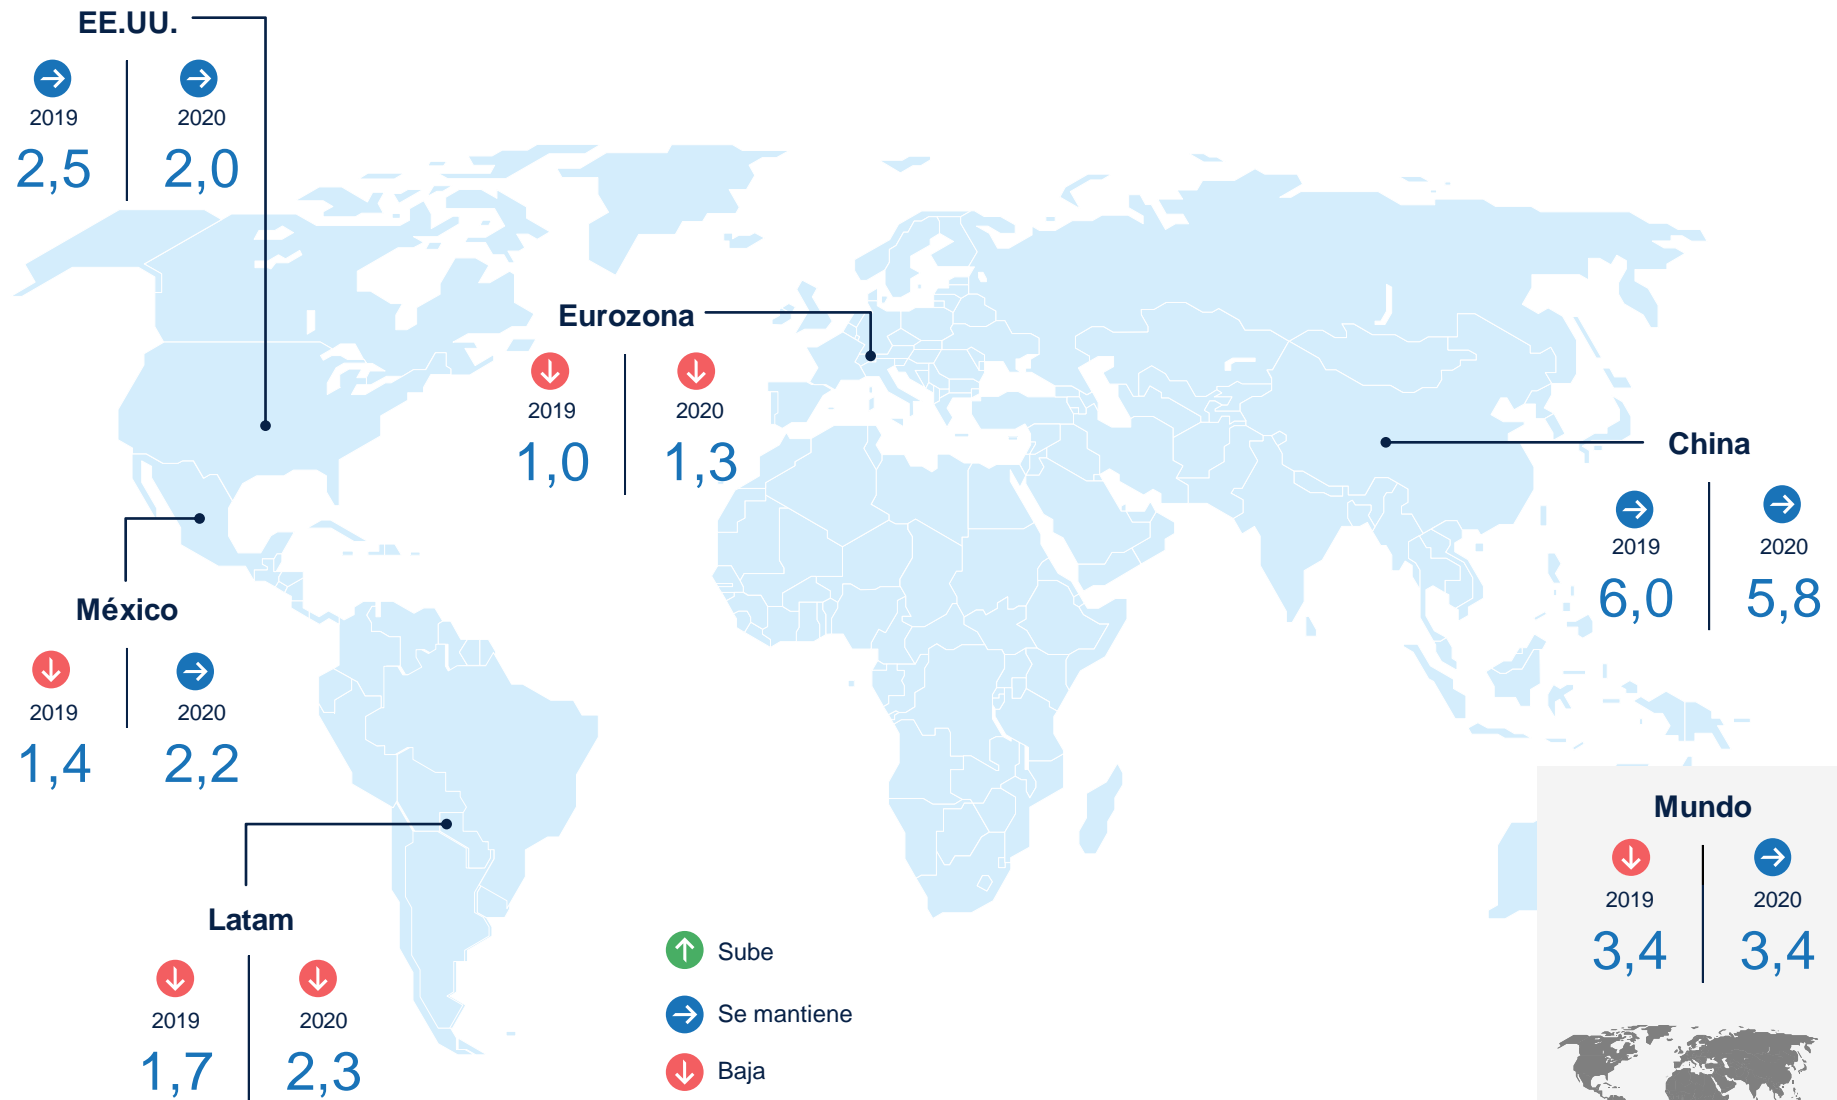 EE.UU.
2019 2020
2,5 2,0
Eurozona
2019 2020
1,0 1,3
China
2019 2020
6,0 5,8
México
2019 2020
1,4 2,2
Mundo
2019 2020
3,4 3,4
Latam
2019 2020
1,7 2,3
Sube
Se mantiene
Baja